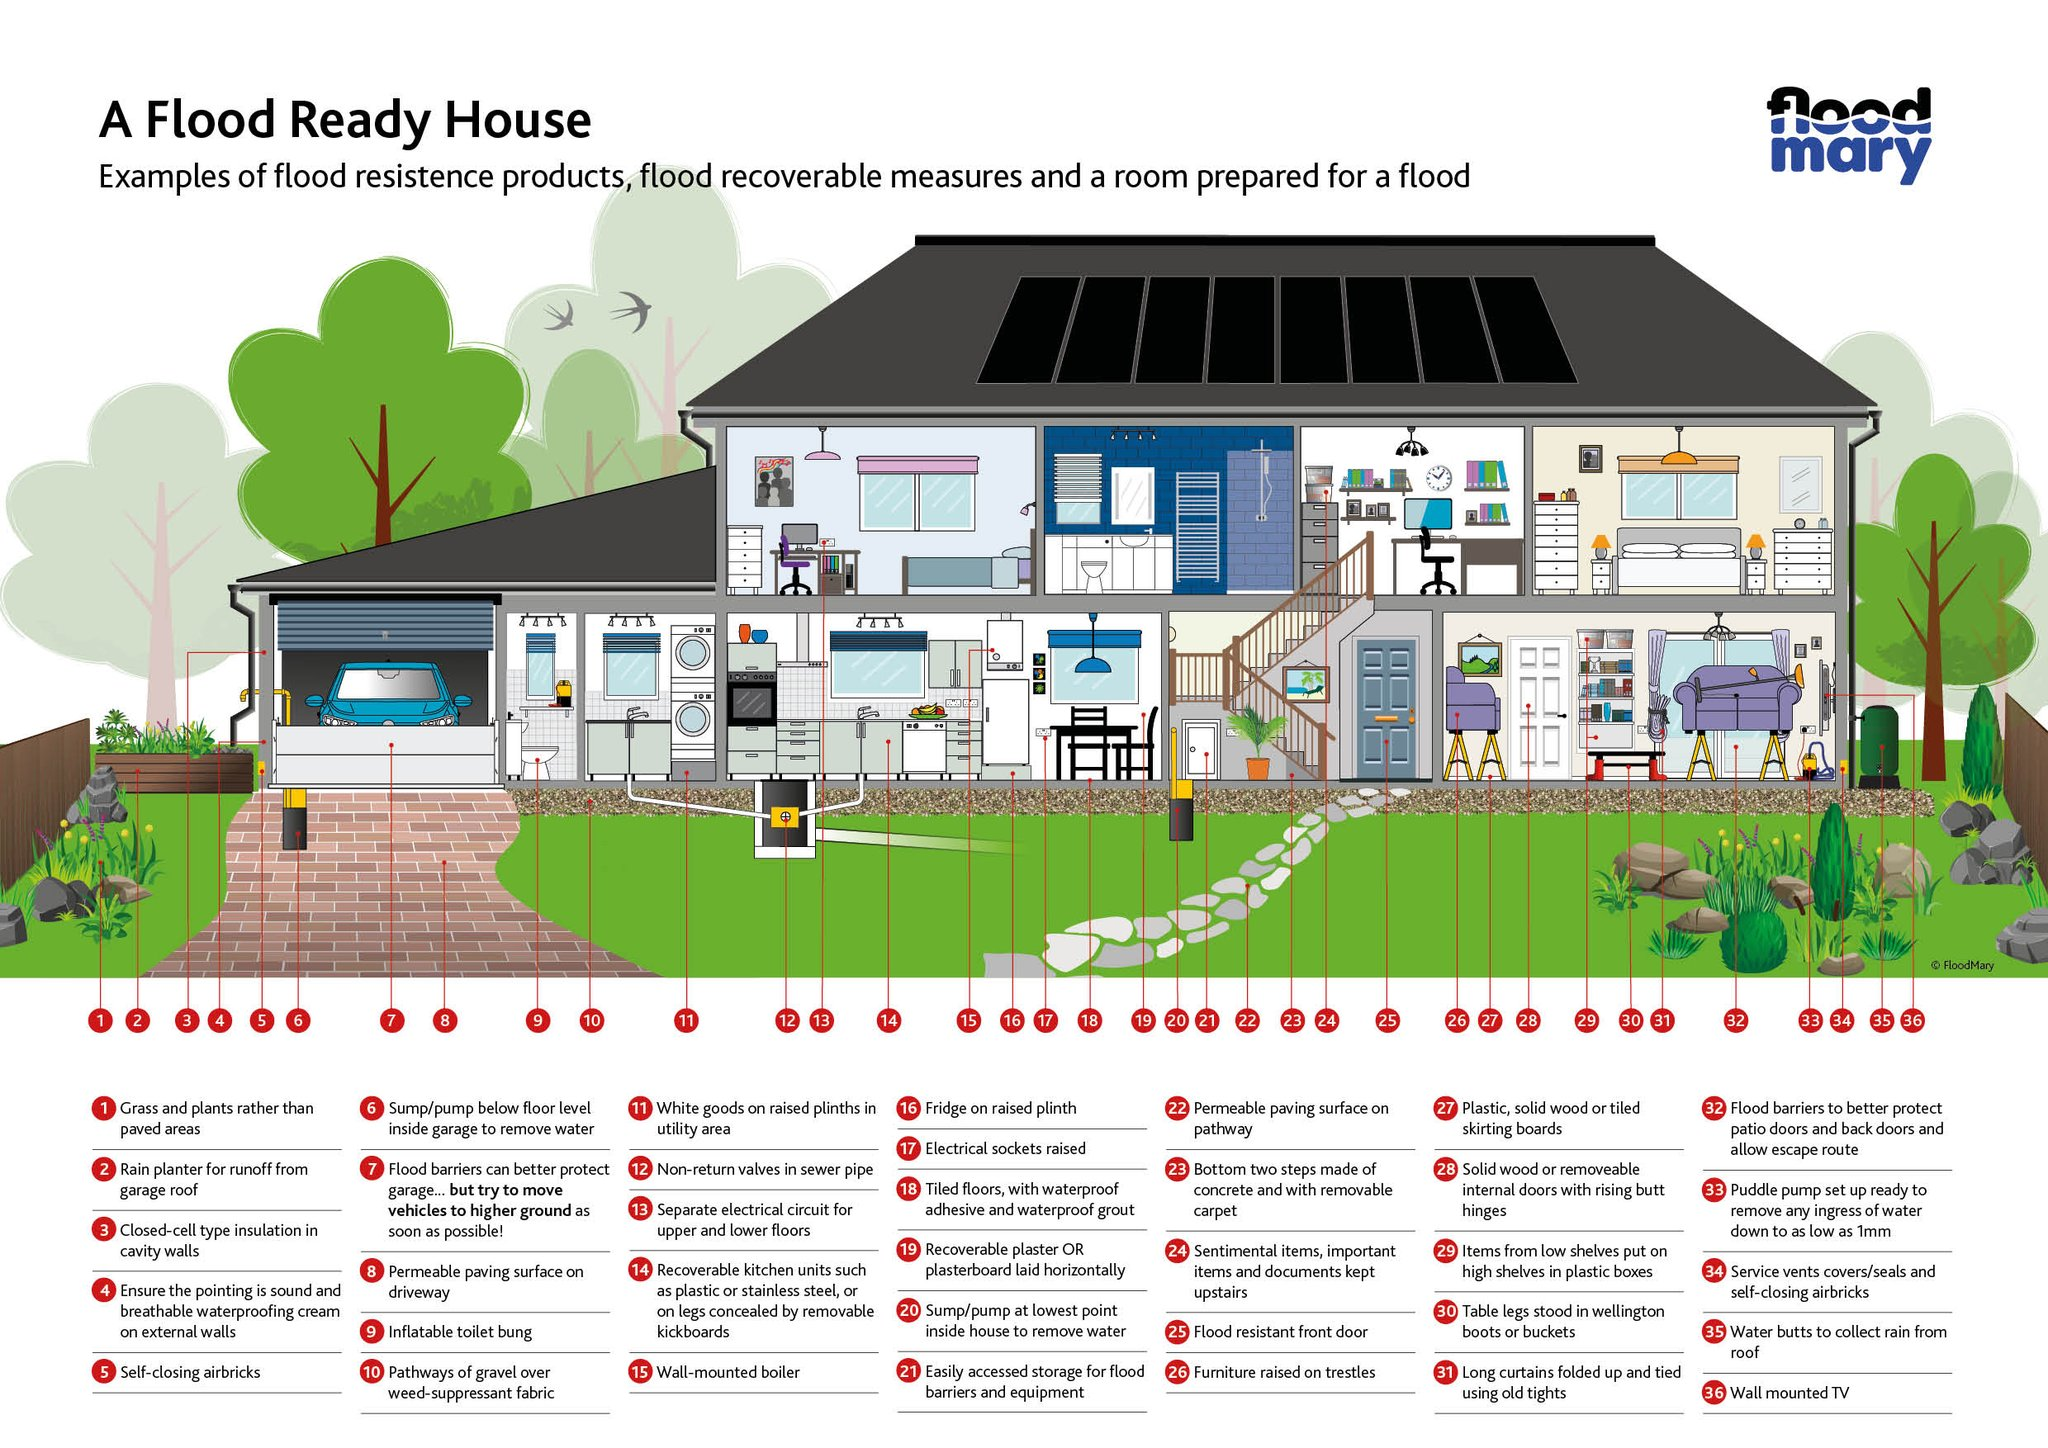 A Flood Ready House
Examples of flood resistence products, flood recoverable measures and a room prepared for a flood
flood
mary
© FloodMary
1 2 3 4 5 6 7 8 9 10 11 12 13 14 15 16 17 18 19 20 21 22 23 24 25 26 27 28 29 30 31 32 33 34 35 36
1 Grass and plants rather than
paved areas
2 Rain planter for runoff from
garage roof
3 Closed-cell type insulation in
cavity walls
4 Ensure the pointing is sound and
breathable waterproofing cream
on external walls
5 Self-closing airbricks
6 Sump/pump below floor level
inside garage to remove water
7 Flood barriers can better protect
garage... but try to move
vehicles to higher ground as
soon as possible!
8 Permeable paving surface on
driveway
9 Inflatable toilet bung
10 Pathways of gravel over
weed-suppressant fabric
11 White goods on raised plinths in
utility area
12 Non-return valves in sewer pipe
13 Separate electrical circuit for
upper and lower floors
14 Recoverable kitchen units such
as plastic or stainless steel, or
on legs concealed by removable
kickboards
15 Wall-mounted boiler
16 Fridge on raised plinth
17 Electrical sockets raised
18 Tiled floors, with waterproof
adhesive and waterproof grout
19 Recoverable plaster OR
plasterboard laid horizontally
20 Sump/pump at lowest point
inside house to remove water
21 Easily accessed storage for flood
barriers and equipment
22 Permeable paving surface on
pathway
23 Bottom two steps made of
concrete and with removable
carpet
24 Sentimental items, important
items and documents kept
upstairs
25 Flood resistant front door
26 Furniture raised on trestles
27 Plastic, solid wood or tiled
skirting boards
28 Solid wood or removeable
internal doors with rising butt
hinges
29 Items from low shelves put on
high shelves in plastic boxes
30 Table legs stood in wellington
boots or buckets
31 Long curtains folded up and tied
using old tights
32 Flood barriers to better protect
patio doors and back doors and
allow escape route
33 Puddle pump set up ready to
remove any ingress of water
down to as low as 1mm
34 Service vents covers/seals and
self-closing airbricks
35 Water butts to collect rain from
roof
36 Wall mounted TV